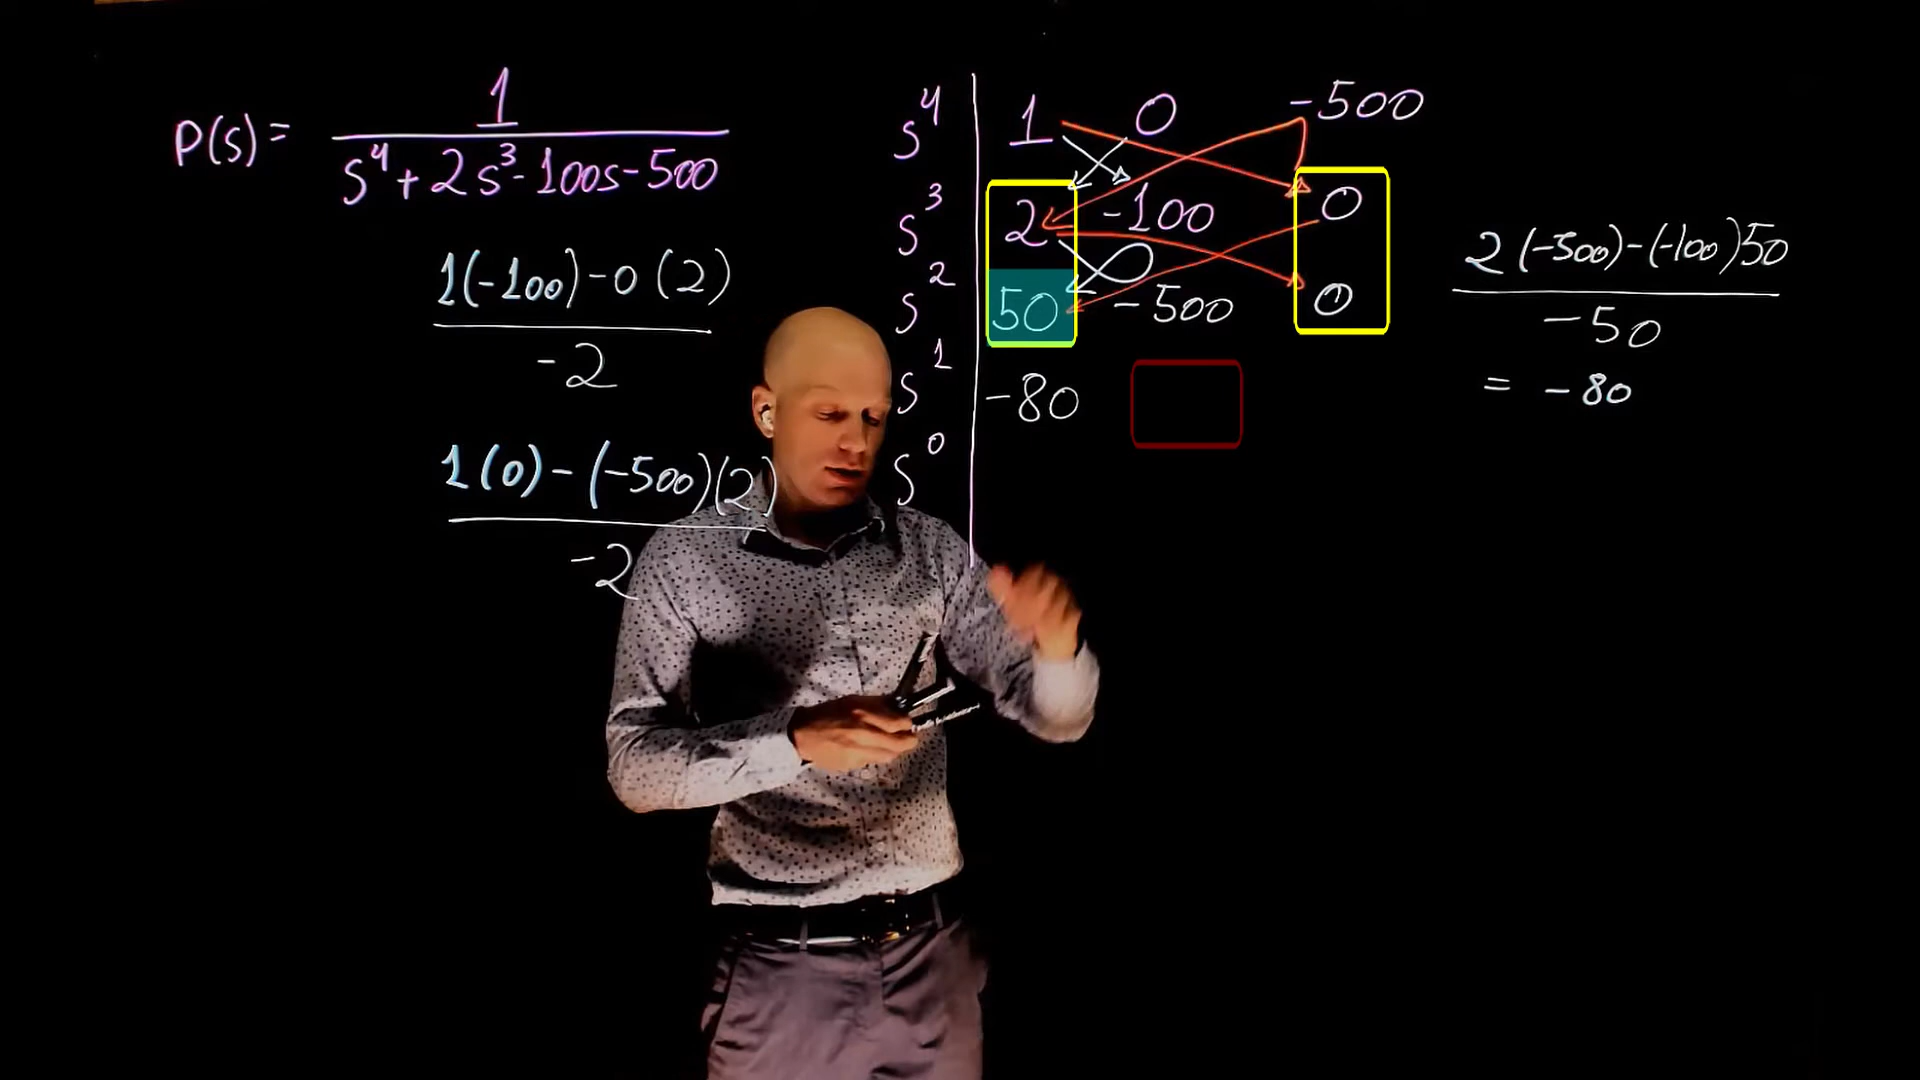 P(s) = 1 / s⁴ + 2s³ - 100s - 500
1(-100) - 0(2)
-2
1(0) - (-500)(2)
-2
s⁴ 1 0 -500
s³ 2 -100 0
s² 50 -500 0
s¹ -80
s⁰
2(-500) - (-100)50
-50
= -80